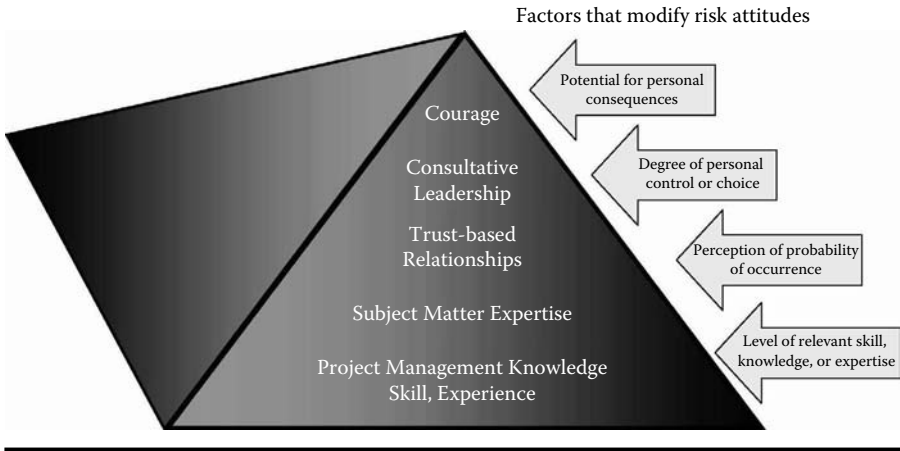 Factors that modify risk attitudes
Potential for personal
consequences
Courage
Degree of personal
control or choice
Consultative
Leadership
Trust-based
Relationships
Perception of probability
of occurrence
Subject Matter Expertise
Level of relevant skill,
knowledge, or expertise
Project Management Knowledge
Skill, Experience